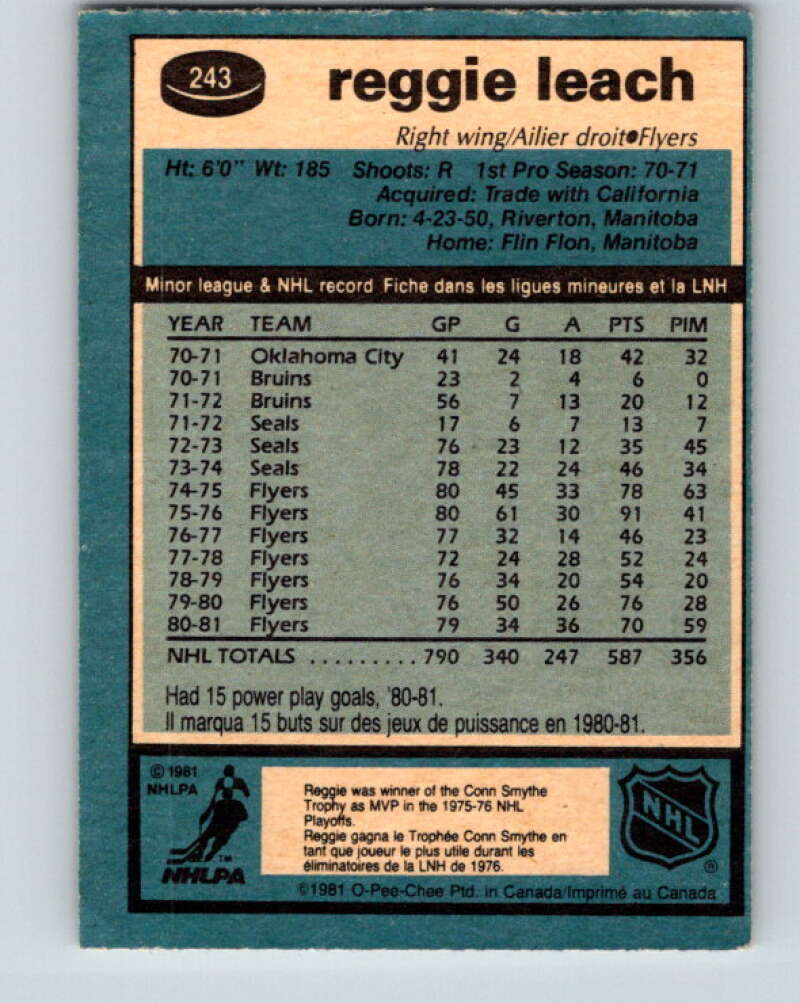 243
reggie leach
Right wing/Ailier droit•Flyers
Ht: 6'0" Wt: 185 Shoots: R 1st Pro Season: 70-71
Acquired: Trade with California
Born: 4-23-50, Riverton, Manitoba
Home: Flin Flon, Manitoba
Minor league & NHL record Fiche dans les ligues mineures et la LNH
YEAR TEAM GP G A PTS PIM
70-71 Oklahoma City 41 24 18 42 32
70-71 Bruins 23 2 4 6 0
71-72 Bruins 56 7 13 20 12
71-72 Seals 17 6 7 13 7
72-73 Seals 76 23 12 35 45
73-74 Seals 78 22 24 46 34
74-75 Flyers 80 45 33 78 63
75-76 Flyers 80 61 30 91 41
76-77 Flyers 77 32 14 46 23
77-78 Flyers 72 24 28 52 24
78-79 Flyers 76 34 20 54 20
79-80 Flyers 76 50 26 76 28
80-81 Flyers 79 34 36 70 59
NHL TOTALS ......... 790 340 247 587 356
Had 15 power play goals, '80-81.
Il marqua 15 buts sur des jeux de puissance en 1980-81.
© 1981
NHLPA
TM
NHLPA
Reggie was winner of the Conn Smythe
Trophy as MVP in the 1975-76 NHL
Playoffs.
Reggie gagna le Trophée Conn Smythe en
tant que joueur le plus utile durant les
éliminatoires de la LNH de 1976.
NHL
®
©1981 O-Pee-Chee Ptd. in Canada/Imprimé au Canada